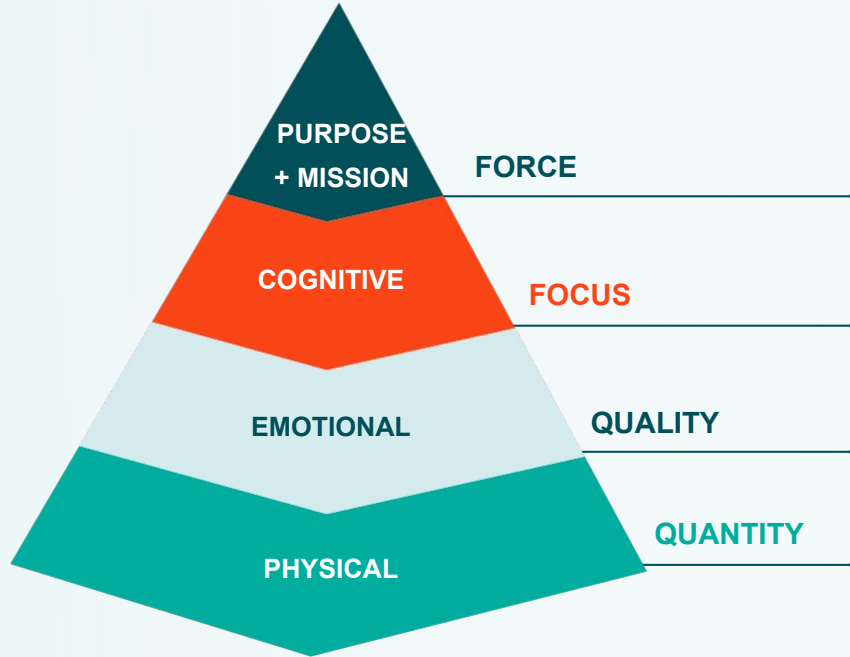 PURPOSE
+ MISSION
FORCE
COGNITIVE
FOCUS
EMOTIONAL
QUALITY
PHYSICAL
QUANTITY